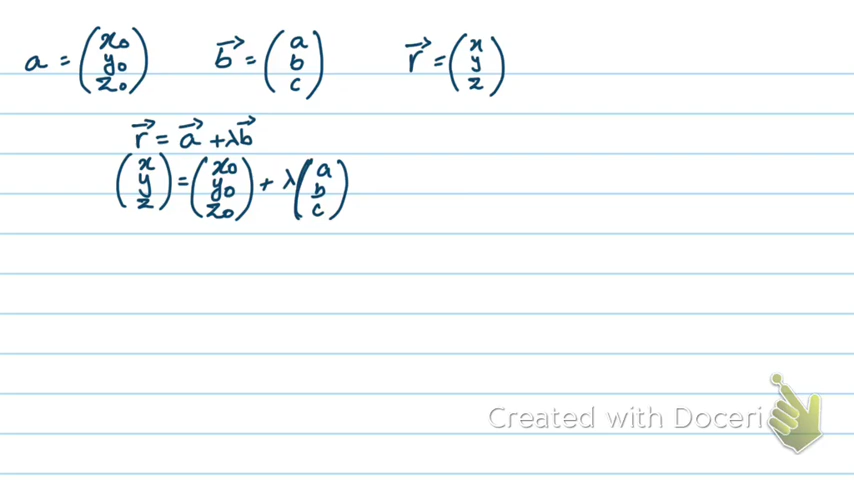 a = (x₀ y₀ z₀) b⃗ = (a b c) r⃗ = (x y z)
r⃗ = a⃗ + λb⃗
(x y z) = (x₀ y₀ z₀) + λ(a b c)
Created with Doceri